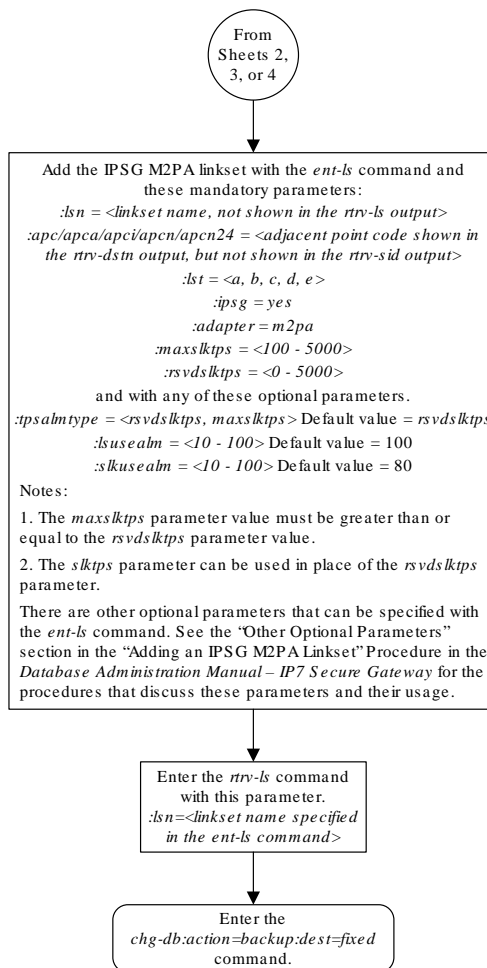 From
Sheets 2,
3, or 4
Add the IPSG M2PA linkset with the ent-ls command and
these mandatory parameters:
:lsn = <linkset name, not shown in the rtrv-ls output>
:apc/apca/apci/apcn/apcn24 = <adjacent point code shown in
the rtrv-dstn output, but not shown in the rtrv-sid output>
:lst = <a, b, c, d, e>
:ipsg = yes
:adapter = m2pa
:maxslktps = <100 - 5000>
:rsvdslktps = <0 - 5000>
and with any of these optional parameters.
:tpsalmtype = <rsvdslktps, maxslktps> Default value = rsvdslktps
:lsusealm = <10 - 100> Default value = 100
:slkusealm = <10 - 100> Default value = 80
Notes:
1. The maxslktps parameter value must be greater than or
equal to the rsvdslktps parameter value.
2. The slktps parameter can be used in place of the rsvdslktps
parameter.
There are other optional parameters that can be specified with
the ent-ls command. See the “Other Optional Parameters”
section in the “Adding an IPSG M2PA Linkset” Procedure in the
Database Administration Manual – IP7 Secure Gateway for the
procedures that discuss these parameters and their usage.
Enter the rtrv-ls command
with this parameter.
:lsn=<linkset name specified
in the ent-ls command>
Enter the
chg-db:action=backup:dest=fixed
command.